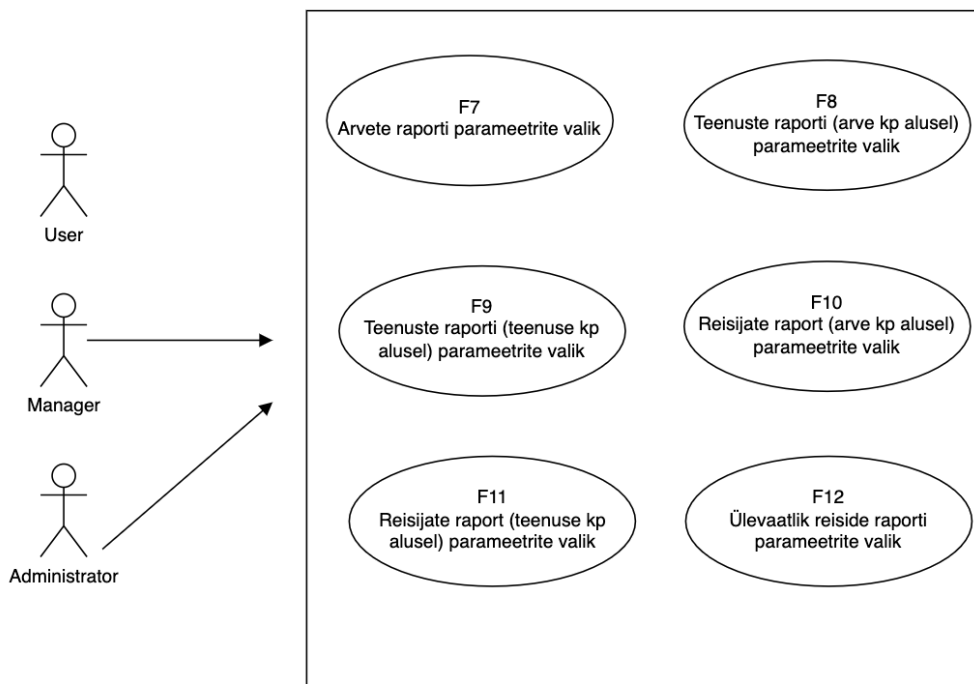 F7
Arvete raporti parameetrite valik
F8
Teenuste raporti (arve kp alusel)
parameetrite valik
User
F9
Teenuste raporti (teenuse kp
alusel) parameetrite valik
F10
Reisijate raport (arve kp alusel)
parameetrite valik
Manager
F11
Reisijate raport (teenuse kp
alusel) parameetrite valik
F12
Ülevaatlik reiside raporti
parameetrite valik
Administrator